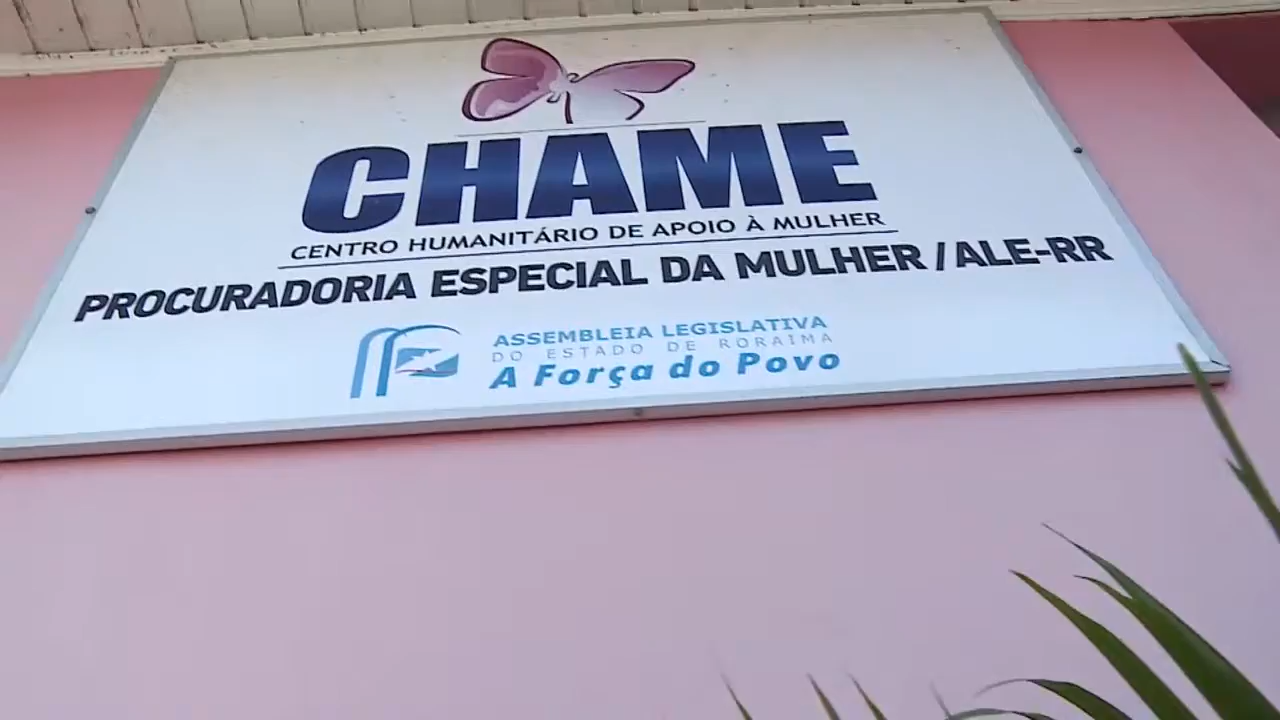 CHAME
CENTRO HUMANITÁRIO DE APOIO À MULHER
PROCURADORIA ESPECIAL DA MULHER / ALE-RR
ASSEMBLEIA LEGISLATIVA
DO ESTADO DE RORAIMA
A Força do Povo